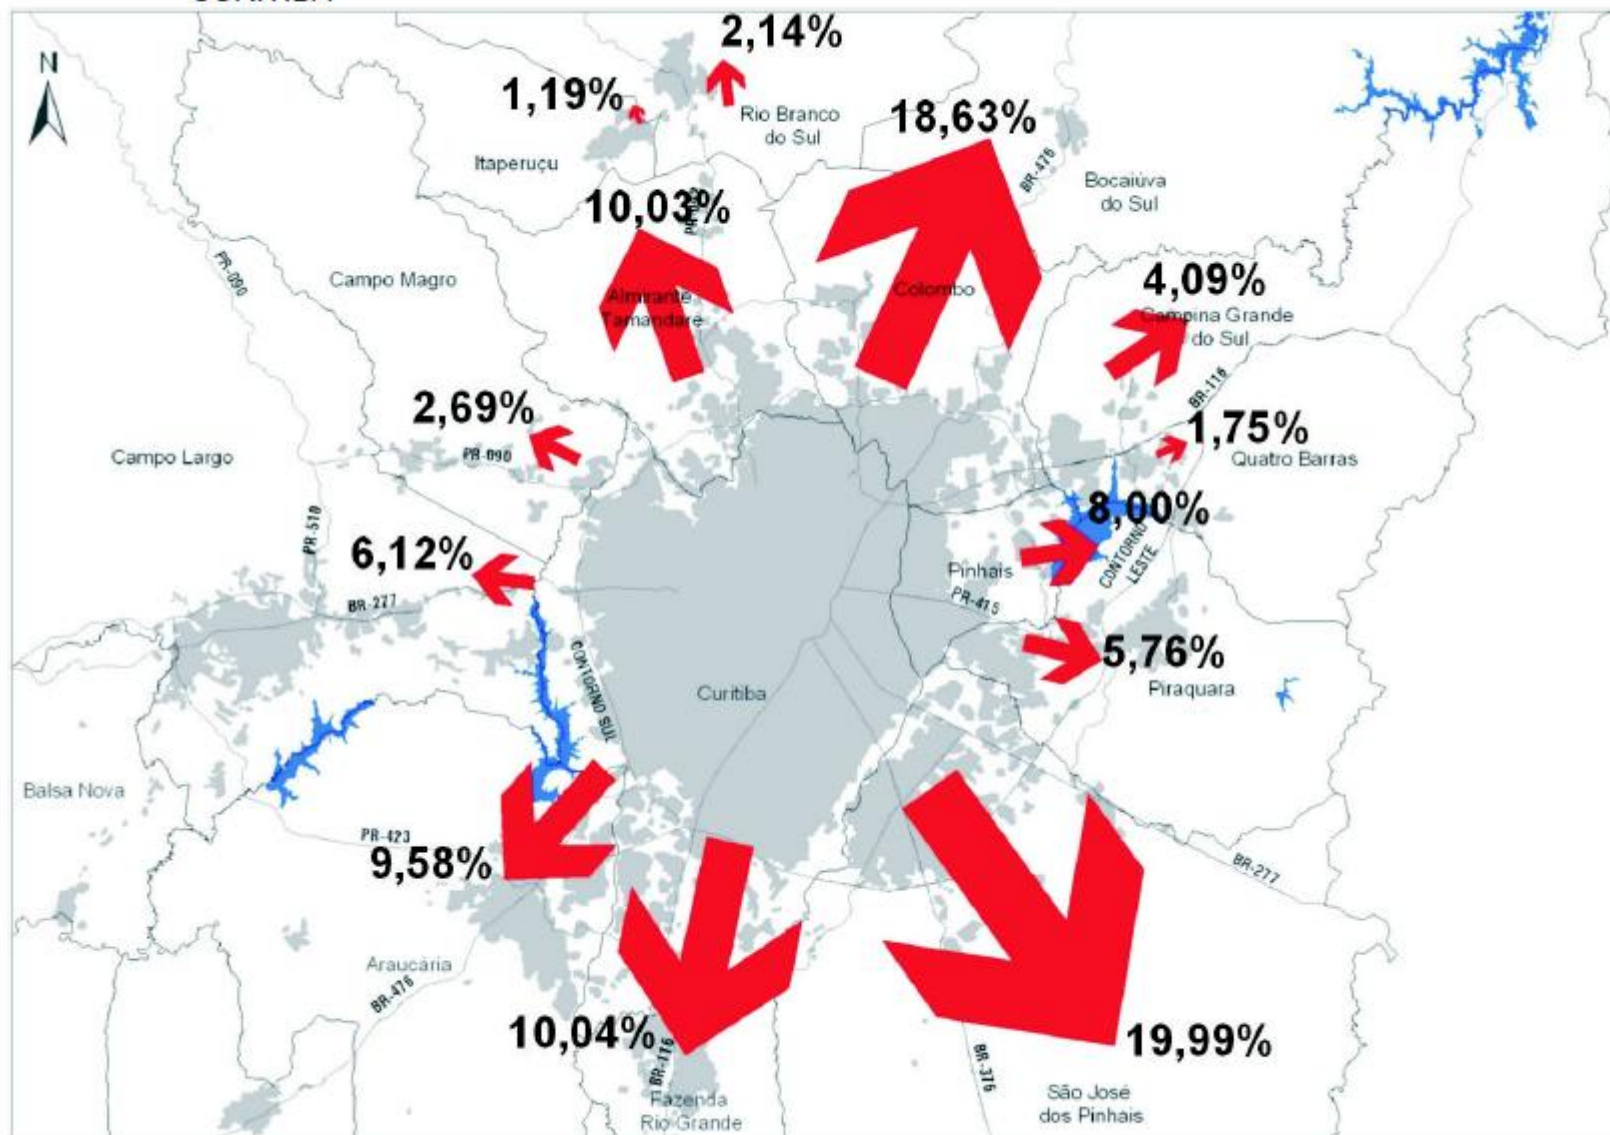 N
2,14%
1,19%
Rio Branco
do Sul
18,63%
Itaperuçu
BR-476
Bocaiúva
do Sul
10,03%
PR-090
Campo Magro
Almirante
Tamandaré
Colombo
4,09%
Campina Grande
do Sul
BR-116
2,69%
1,75%
Quatro Barras
Campo Largo
PR-090
PR-510
8,00%
CONTORNO
LESTE
6,12%
Pinhais
PR-415
BR-277
5,76%
Piraquara
CONTORNO SUL
Curitiba
Balsa Nova
PR-423
9,58%
BR-277
Araucária
BR-476
10,04%
BR-116
19,99%
BR-376
Fazenda
Rio Grande
São José
dos Pinhais